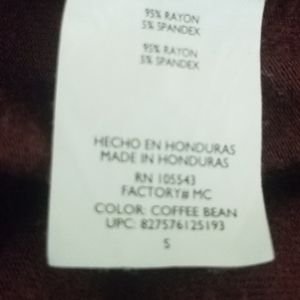 95% RAYON
5% SPANDEX
95% RAYON
5% SPANDEX
HECHO EN HONDURAS
MADE IN HONDURAS
RN 105543
FACTORY# MC
COLOR: COFFEE BEAN
UPC: 827576125193
S